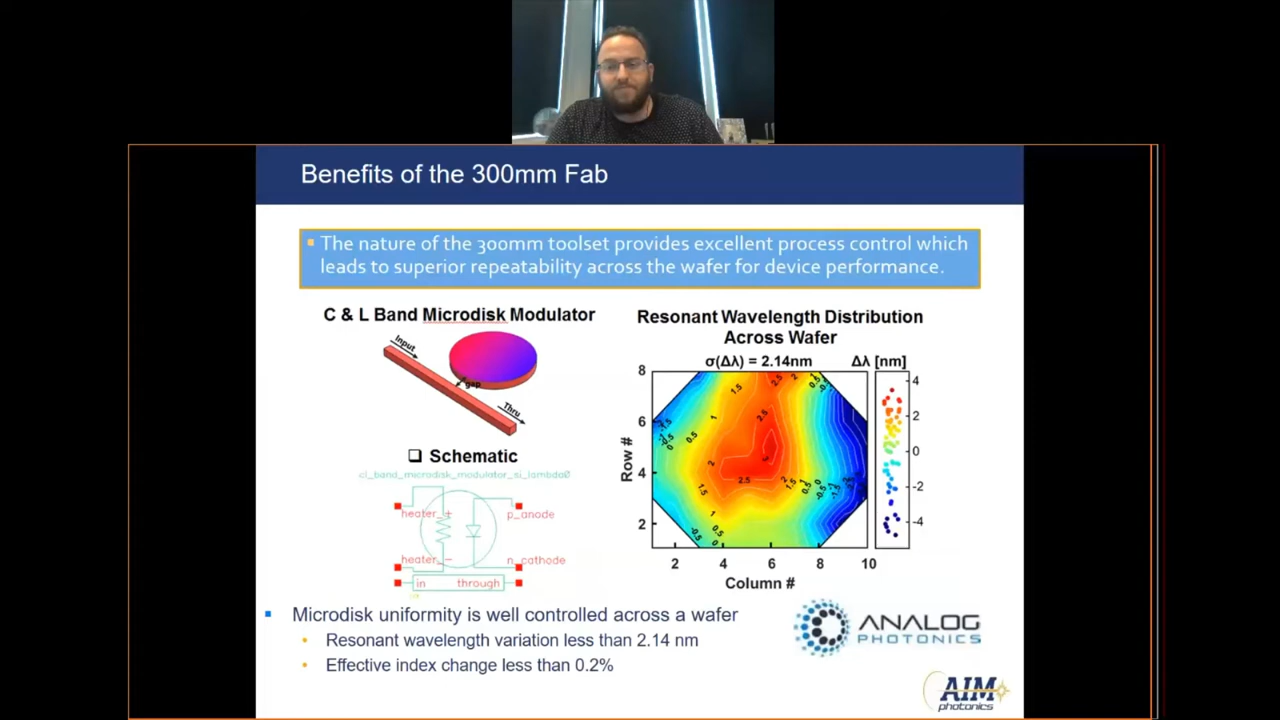 Benefits of the 300mm Fab
The nature of the 300mm toolset provides excellent process control which
leads to superior repeatability across the wafer for device performance.
C & L Band Microdisk Modulator
Input
gap
Thru
Schematic
cl_band_microdisk_modulator_si_lambda0
heater_+
p_anode
heater_-
n_cathode
in through
Resonant Wavelength Distribution
Across Wafer
σ(Δλ) = 2.14nm Δλ [nm]
8
6
4
2
Row #
2 4 6 8 10
Column #
4
2
0
-2
-4
Microdisk uniformity is well controlled across a wafer
Resonant wavelength variation less than 2.14 nm
Effective index change less than 0.2%
ANALOG
PHOTONICS
AIM
photonics